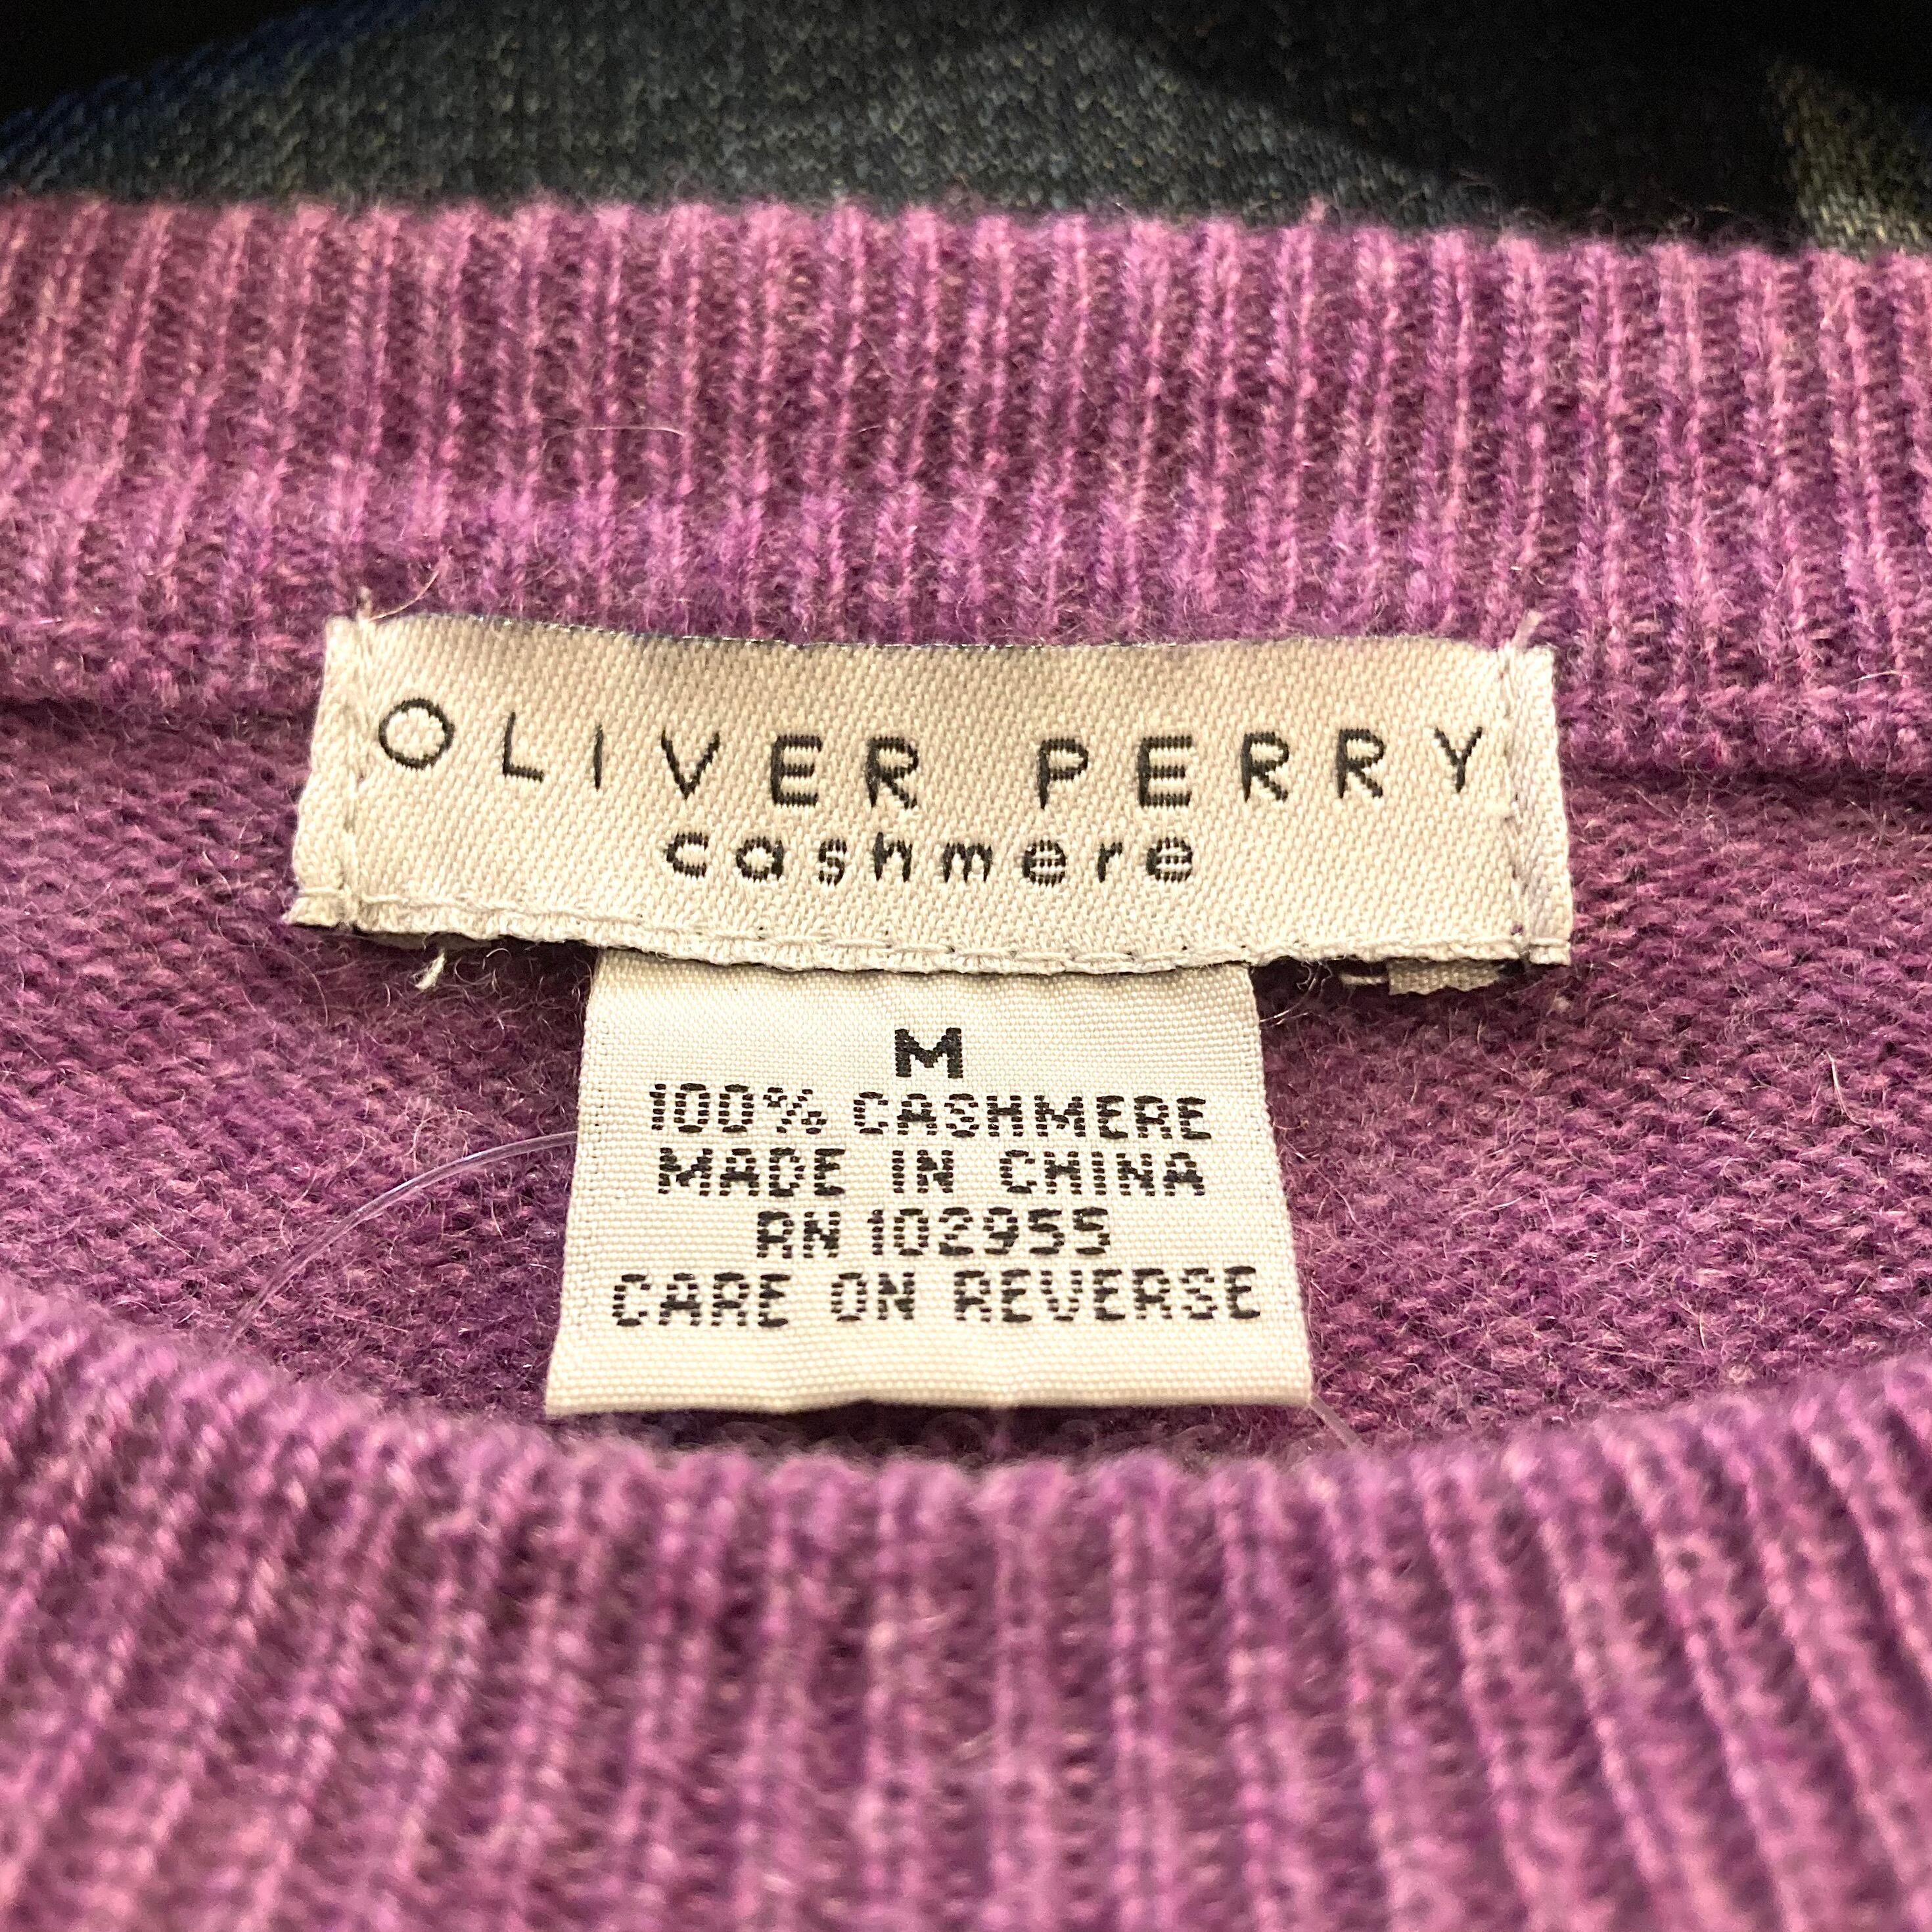 OLIVER PERRY
cashmere
M
100% CASHMERE
MADE IN CHINA
RN 102955
CARE ON REVERSE